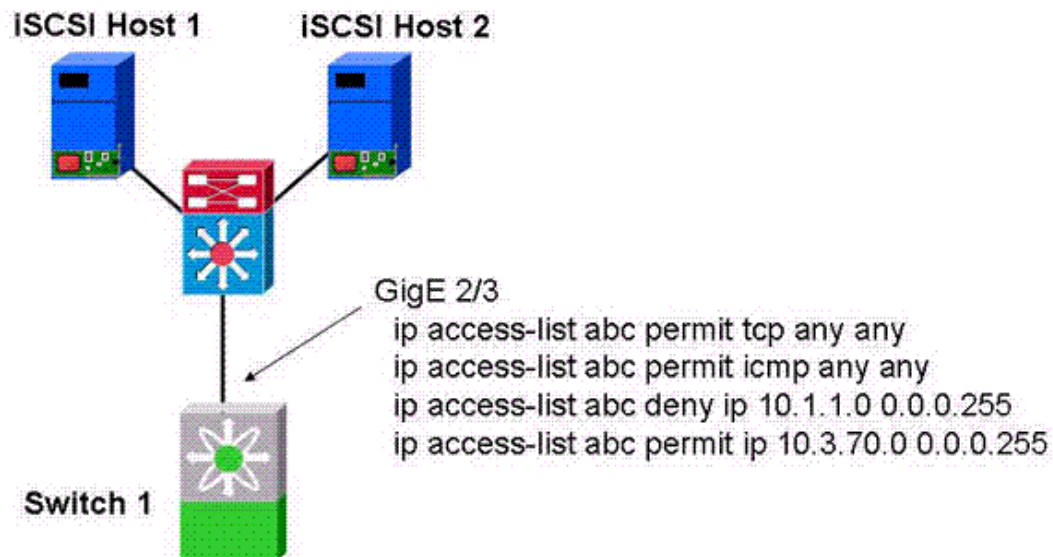 iSCSI Host 1
iSCSI Host 2
GigE 2/3
ip access-list abc permit tcp any any
ip access-list abc permit icmp any any
ip access-list abc deny ip 10.1.1.0 0.0.0.255
ip access-list abc permit ip 10.3.70.0 0.0.0.255
Switch 1